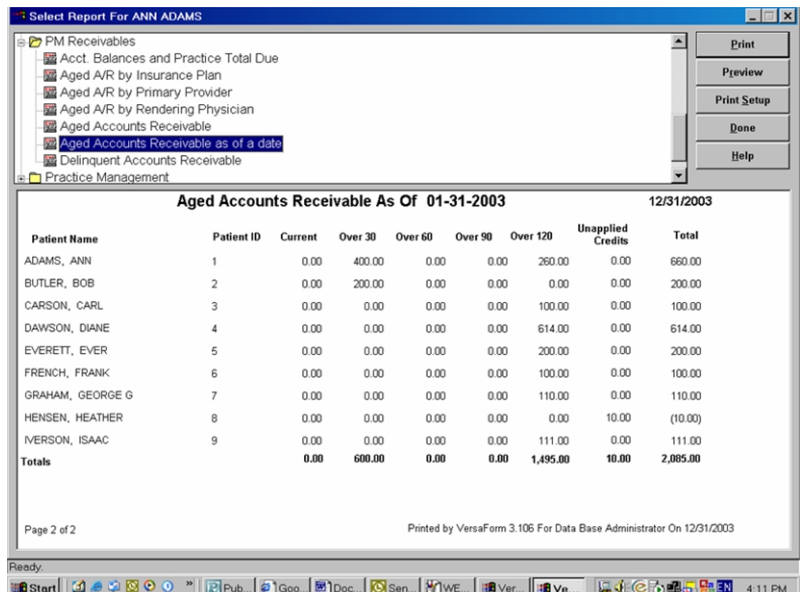 Select Report For ANN ADAMS
PM Receivables
Acct. Balances and Practice Total Due
Aged A/R by Insurance Plan
Aged A/R by Primary Provider
Aged A/R by Rendering Physician
Aged Accounts Receivable
Aged Accounts Receivable as of a date
Delinquent Accounts Receivable
Practice Management
Print
Preview
Print Setup
Done
Help
Aged Accounts Receivable As Of 01-31-2003 12/31/2003
Patient Name Patient ID Current Over 30 Over 60 Over 90 Over 120 Unapplied Credits Total
ADAMS, ANN 1 0.00 400.00 0.00 0.00 260.00 0.00 660.00
BUTLER, BOB 2 0.00 200.00 0.00 0.00 0.00 0.00 200.00
CARSON, CARL 3 0.00 0.00 0.00 0.00 100.00 0.00 100.00
DAWSON, DIANE 4 0.00 0.00 0.00 0.00 614.00 0.00 614.00
EVERETT, EVER 5 0.00 0.00 0.00 0.00 200.00 0.00 200.00
FRENCH, FRANK 6 0.00 0.00 0.00 0.00 100.00 0.00 100.00
GRAHAM, GEORGE G 7 0.00 0.00 0.00 0.00 110.00 0.00 110.00
HENSEN, HEATHER 8 0.00 0.00 0.00 0.00 0.00 10.00 (10.00)
IVERSON, ISAAC 9 0.00 0.00 0.00 0.00 111.00 0.00 111.00
Totals 0.00 600.00 0.00 0.00 1,495.00 10.00 2,085.00
Page 2 of 2 Printed by VersaForm 3.106 For Data Base Administrator On 12/31/2003
Ready.
Start » Pub... Goo... Doc... Sen... WE... Ver... Ve... EN 4:11 PM